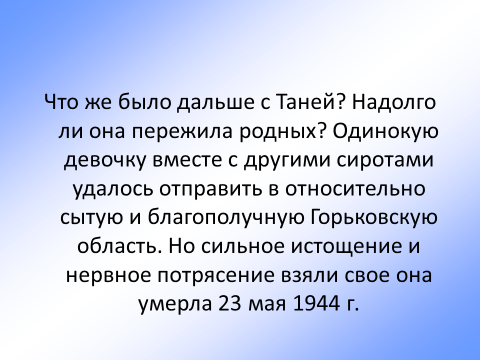 Что же было дальше с Таней? Надолго
ли она пережила родных? Одинокую
девочку вместе с другими сиротами
удалось отправить в относительно
сытую и благополучную Горьковскую
область. Но сильное истощение и
нервное потрясение взяли свое она
умерла 23 мая 1944 г.